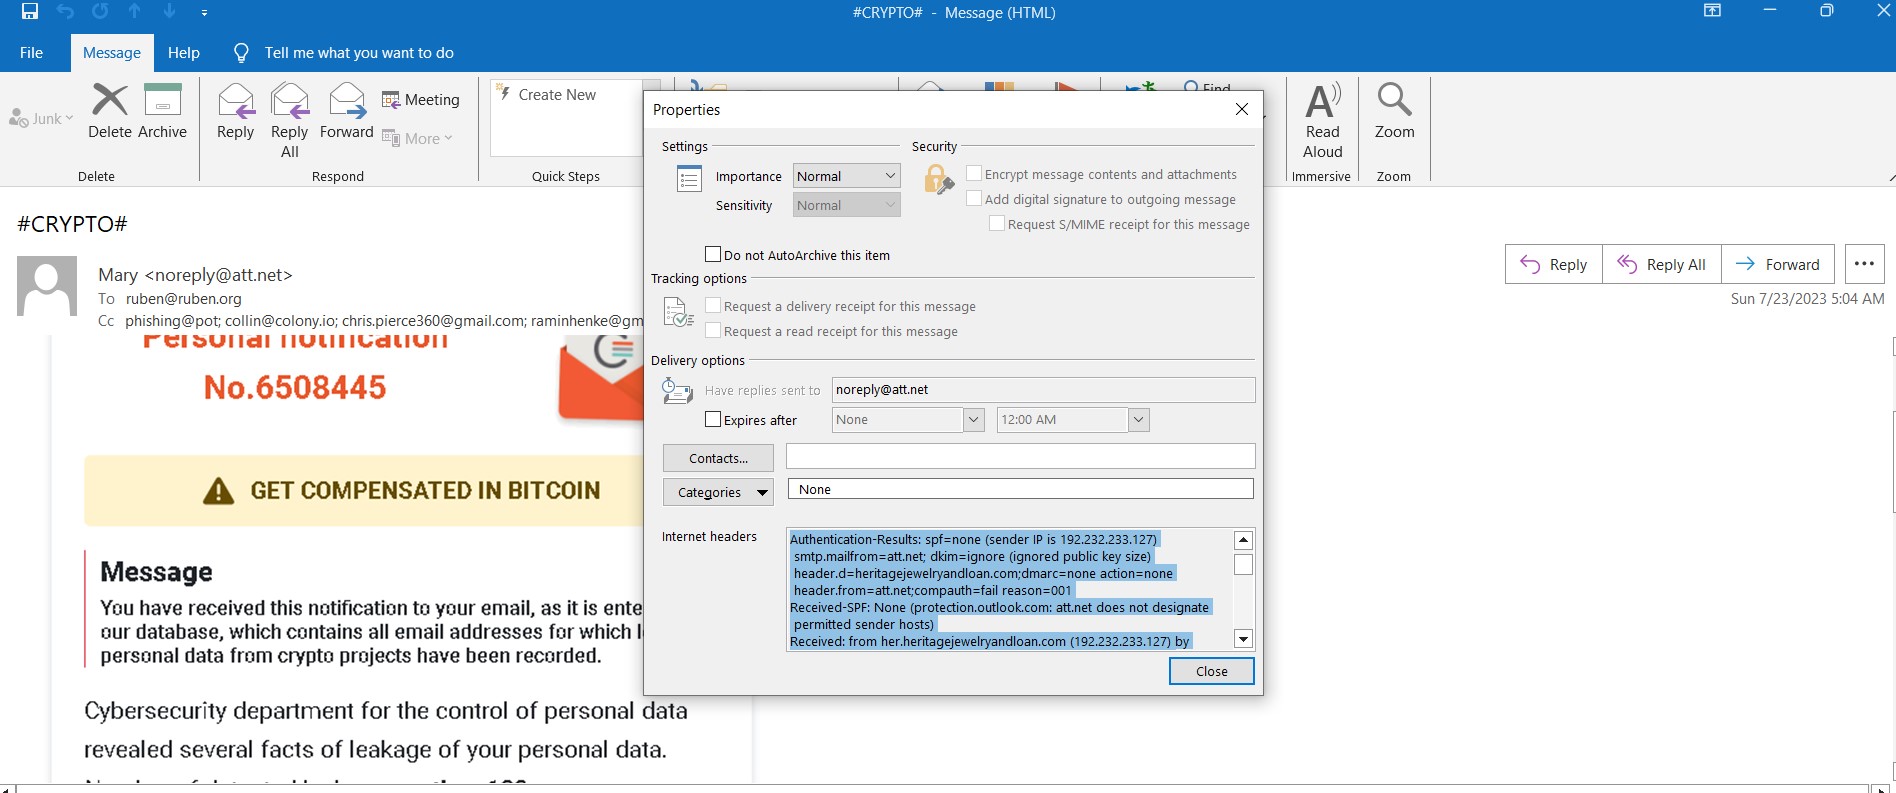 #CRYPTO# - Message (HTML)
File Message Help Tell me what you want to do
Junk
Delete Archive
Reply Reply All Forward
Meeting
More
Create New
Find
Read Aloud
Zoom
Delete Respond Quick Steps Immersive Zoom
#CRYPTO#
Mary <noreply@att.net>
To ruben@ruben.org
Cc phishing@pot; collin@colony.io; chris.pierce360@gmail.com; raminhenke@gm
Reply Reply All Forward
Sun 7/23/2023 5:04 AM
Personal notification
No.6508445
GET COMPENSATED IN BITCOIN
Message
You have received this notification to your email, as it is ente
our database, which contains all email addresses for which l
personal data from crypto projects have been recorded.
Cybersecurity department for the control of personal data
revealed several facts of leakage of your personal data.
Properties
Settings Security
Importance Normal
Sensitivity Normal
Encrypt message contents and attachments
Add digital signature to outgoing message
Request S/MIME receipt for this message
Do not AutoArchive this item
Tracking options
Request a delivery receipt for this message
Request a read receipt for this message
Delivery options
Have replies sent to noreply@att.net
Expires after None 12:00 AM
Contacts...
Categories None
Internet headers
Authentication-Results: spf=none (sender IP is 192.232.233.127)
smtp.mailfrom=att.net; dkim=ignore (ignored public key size)
header.d=heritagejewelryandloan.com;dmarc=none action=none
header.from=att.net;compauth=fail reason=001
Received-SPF: None (protection.outlook.com: att.net does not designate
permitted sender hosts)
Received: from her.heritagejewelryandloan.com (192.232.233.127) by
Close